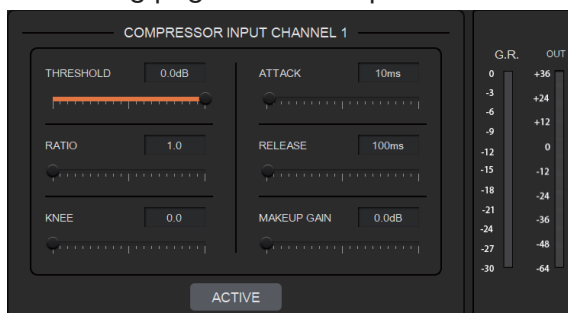 COMPRESSOR INPUT CHANNEL 1
THRESHOLD 0.0dB ATTACK 10ms
RATIO 1.0 RELEASE 100ms
KNEE 0.0 MAKEUP GAIN 0.0dB
ACTIVE
G.R. OUT
0 +36
-3 +24
-6 +12
-9 0
-12 -12
-15 -24
-18 -36
-21 -48
-24 -64
-27
-30